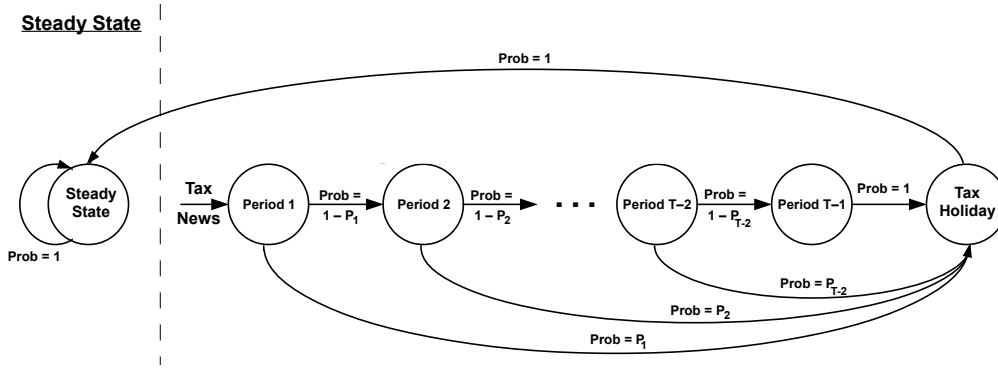 Steady State
Prob = 1
Steady
State
Prob = 1
Tax
News
Period 1
Prob =
1 – P1
Period 2
Prob =
1 – P2
. . .
Period T–2
Prob =
1 – PT-2
Period T–1
Prob = 1
Tax
Holiday
Prob = PT-2
Prob = P2
Prob = P1